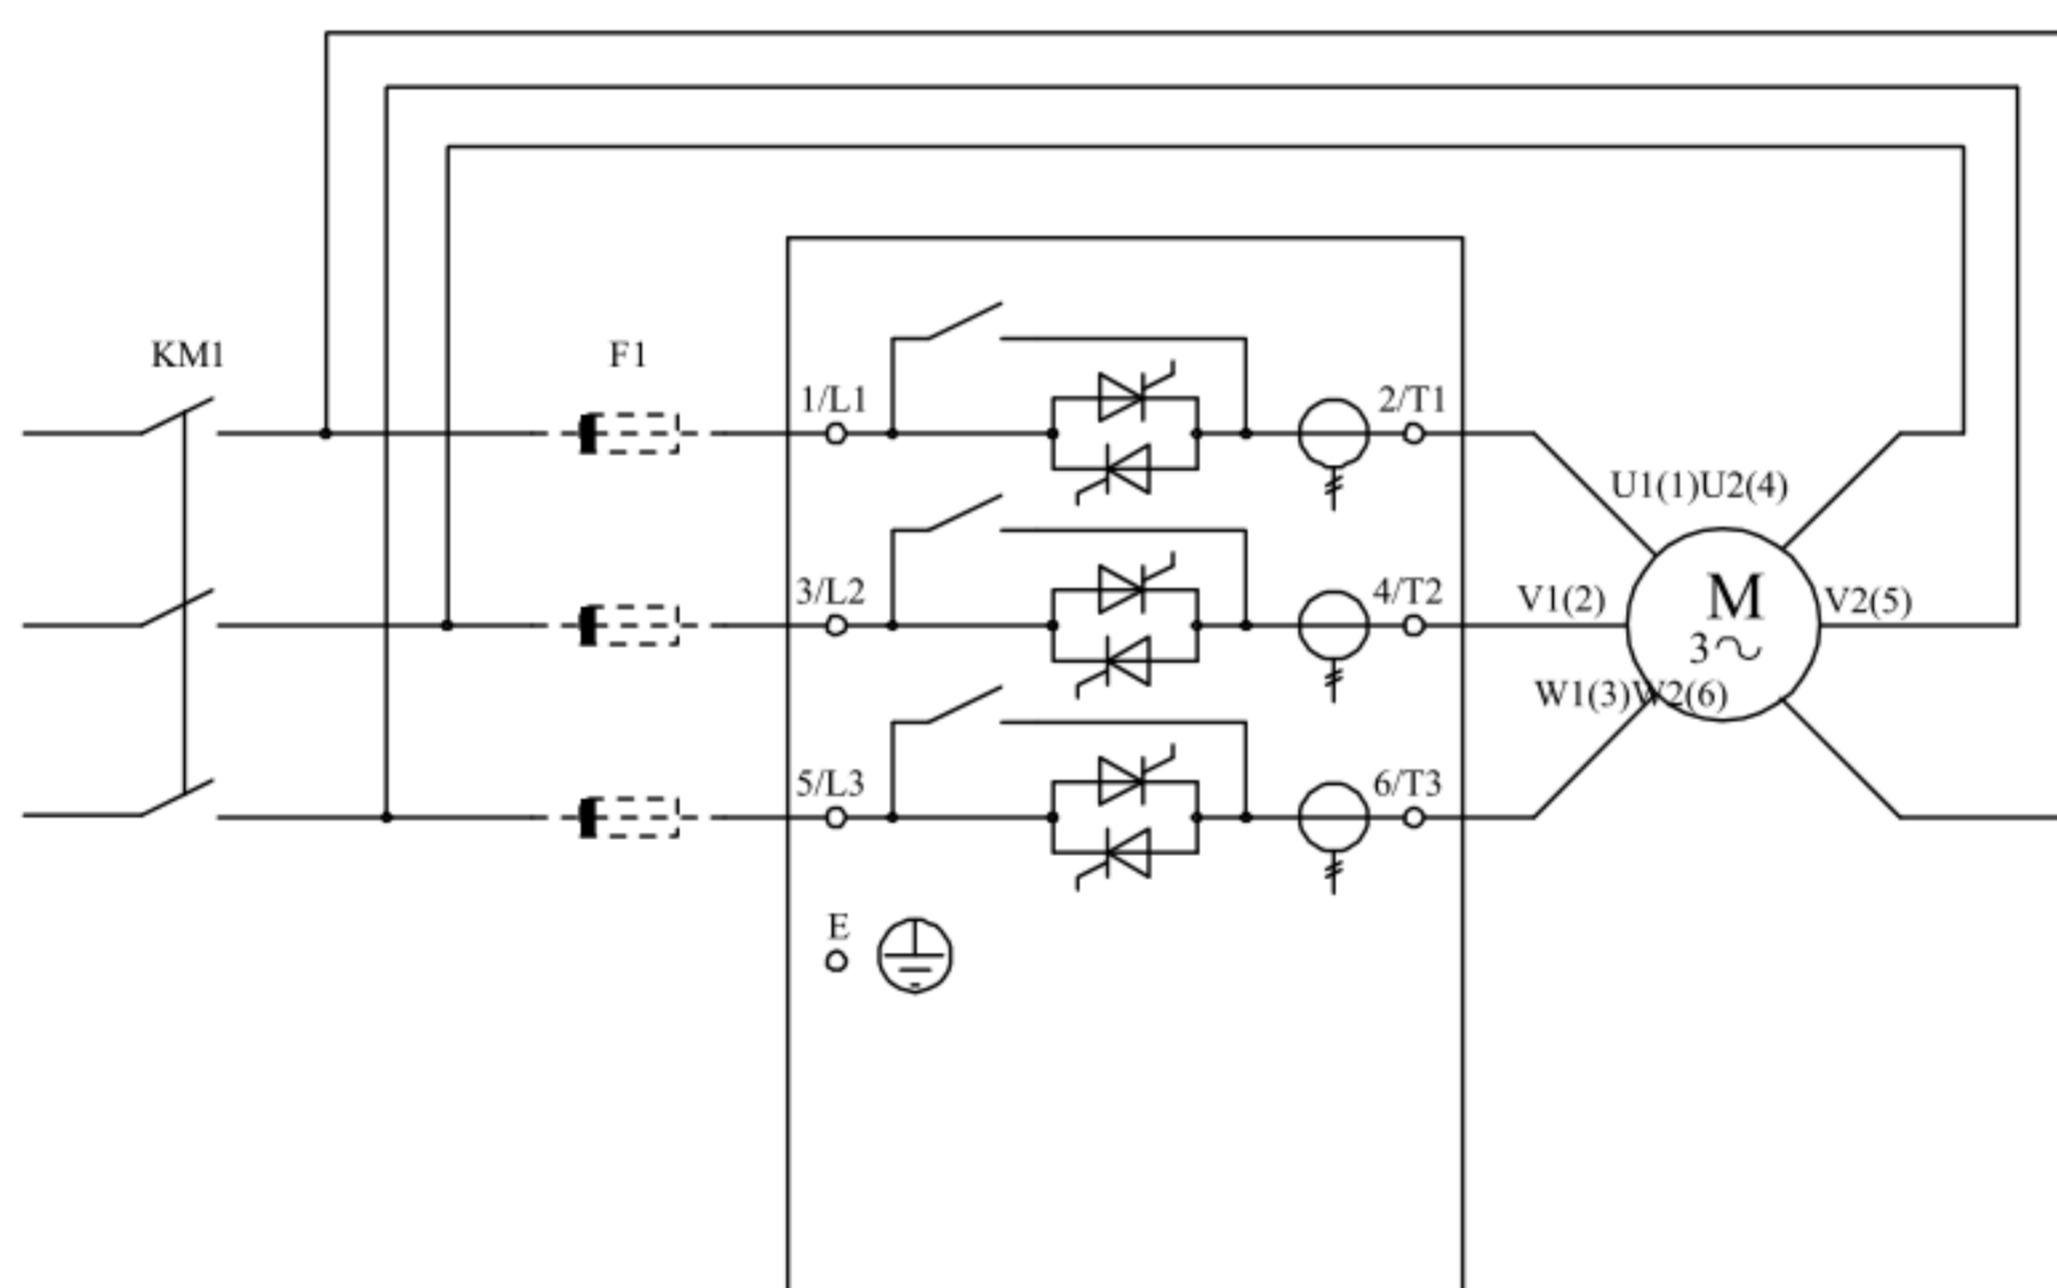 KM1
F1
1/L1
2/T1
U1(1)U2(4)
3/L2
4/T2
V1(2)
M
3
V2(5)
W1(3)W2(6)
5/L3
6/T3
E